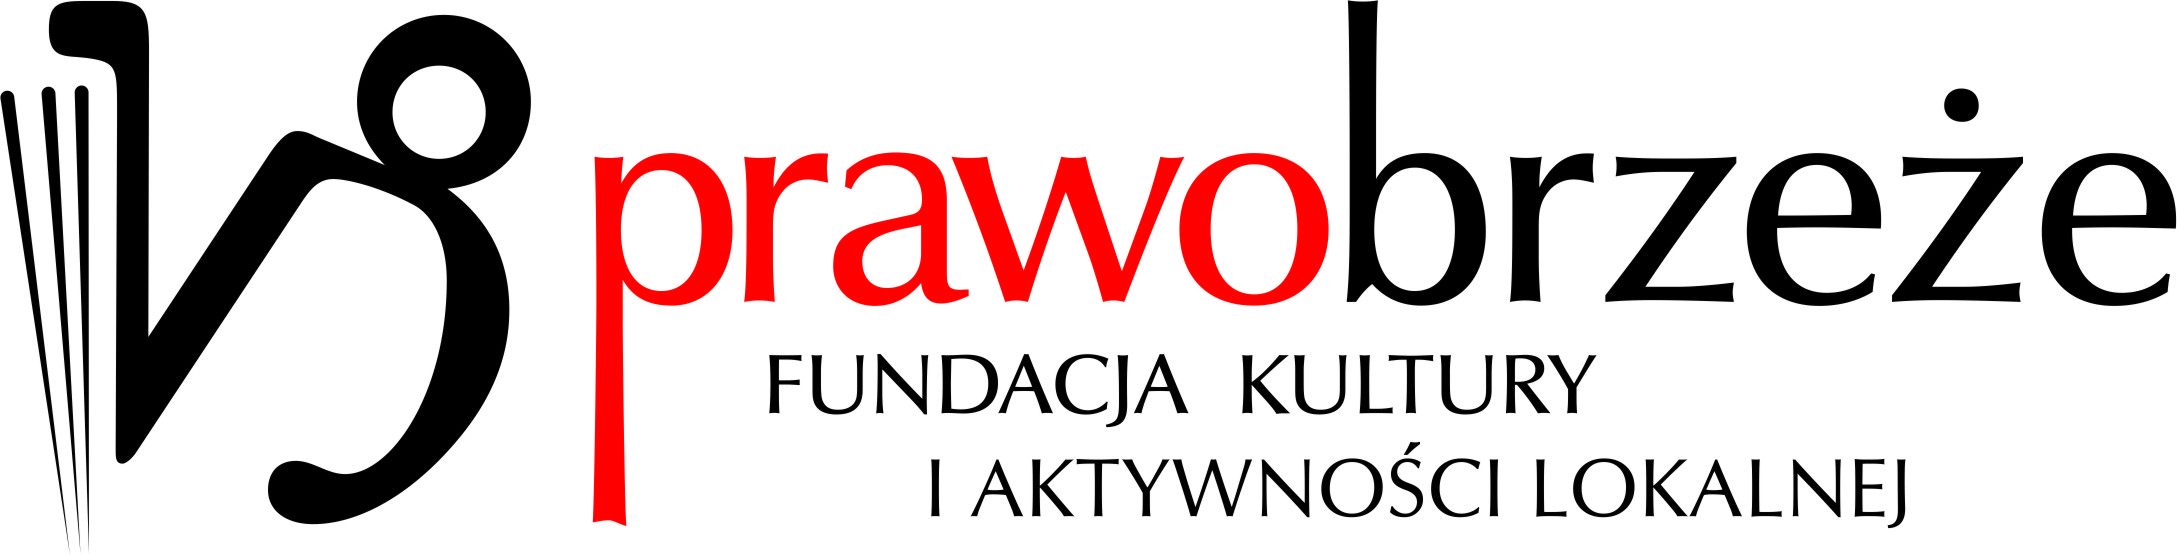 prawobrzeże
FUNDACJA KULTURY
I AKTYWNOŚCI LOKALNEJ